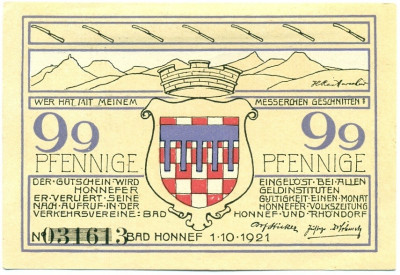 WER HAT MIT MEINEM MESSERCHEN GESCHNITTEN?
99 99
PFENNIGE PFENNIGE
DER GUTSCHEIN WIRD EINGELÖST BEI ALLEN
HONNEFER GELDINSTITUTEN
ER VERLIERT SEINE GÜLTIGKEIT EINEN MONAT
NACH AUFRUF IN DER HONNEFER VOLKSZEITUNG
VERKEHRSVEREINE: BAD HONNEF UND RHÖNDORF
No 031613 BAD HONNEF 1·10·1921